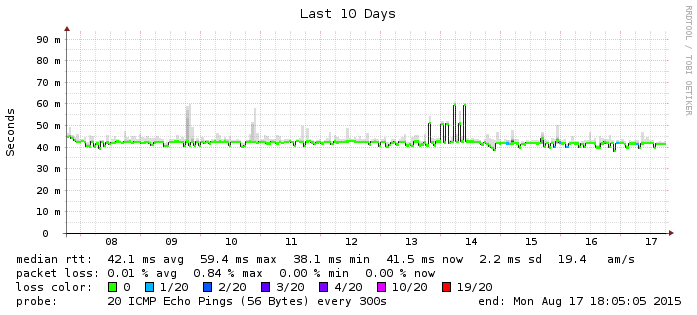 Last 10 Days
RRDTOOL / TOBI OETIKER
Seconds
90 m
80 m
70 m
60 m
50 m
40 m
30 m
20 m
10 m
0
08 09 10 11 12 13 14 15 16 17
median rtt: 42.1 ms avg 59.4 ms max 38.1 ms min 41.5 ms now 2.2 ms sd 19.4 am/s
packet loss: 0.01 % avg 0.84 % max 0.00 % min 0.00 % now
loss color: 0 1/20 2/20 3/20 4/20 10/20 19/20
probe: 20 ICMP Echo Pings (56 Bytes) every 300s end: Mon Aug 17 18:05:05 2015